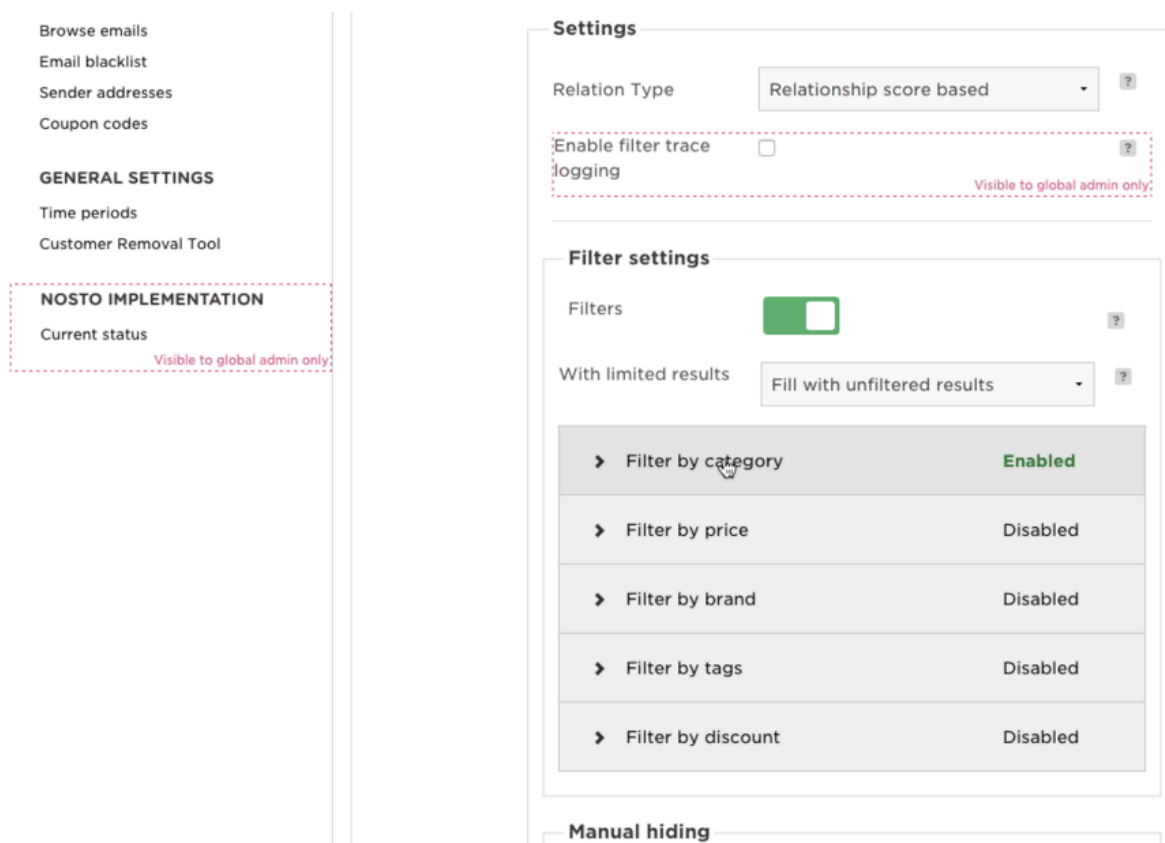 Browse emails
Email blacklist
Sender addresses
Coupon codes
GENERAL SETTINGS
Time periods
Customer Removal Tool
NOSTO IMPLEMENTATION
Current status
Visible to global admin only
Settings
Relation Type
Relationship score based
?
Enable filter trace
logging
?
Visible to global admin only
Filter settings
Filters
?
With limited results
Fill with unfiltered results
?
Filter by category
Enabled
Filter by price
Disabled
Filter by brand
Disabled
Filter by tags
Disabled
Filter by discount
Disabled
Manual hiding